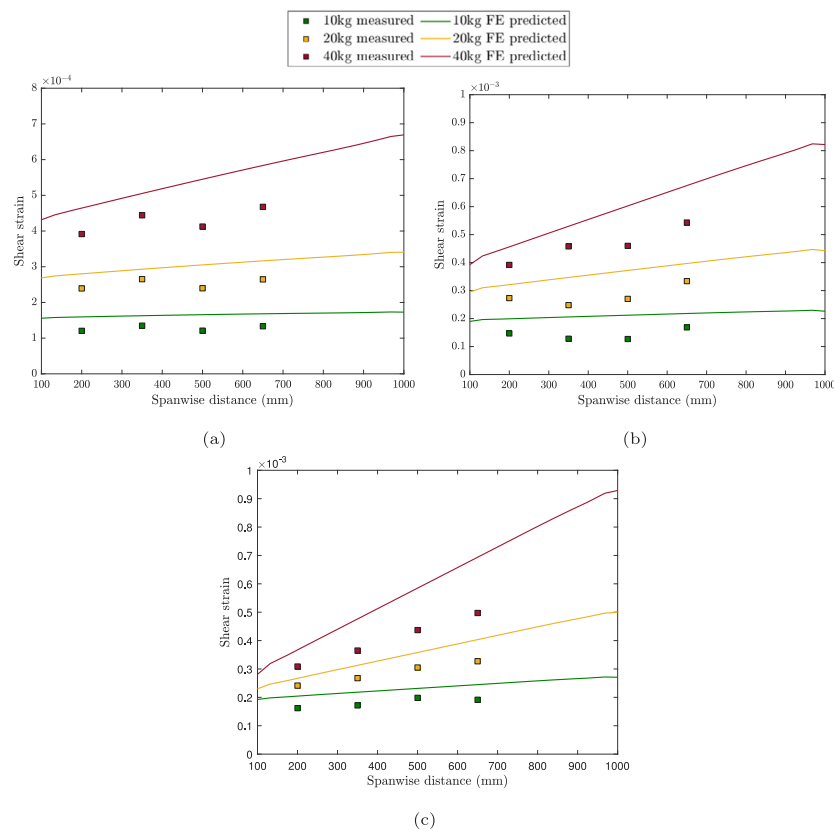 10kg measured 10kg FE predicted
20kg measured 20kg FE predicted
40kg measured 40kg FE predicted
×10⁻⁴
8
7
6
5
4
3
2
1
0
Shear strain
100 200 300 400 500 600 700 800 900 1000
Spanwise distance (mm)
(a)
×10⁻³
1
0.9
0.8
0.7
0.6
0.5
0.4
0.3
0.2
0.1
0
Shear strain
100 200 300 400 500 600 700 800 900 1000
Spanwise distance (mm)
(b)
×10⁻³
1
0.9
0.8
0.7
0.6
0.5
0.4
0.3
0.2
0.1
0
Shear strain
100 200 300 400 500 600 700 800 900 1000
Spanwise distance (mm)
(c)